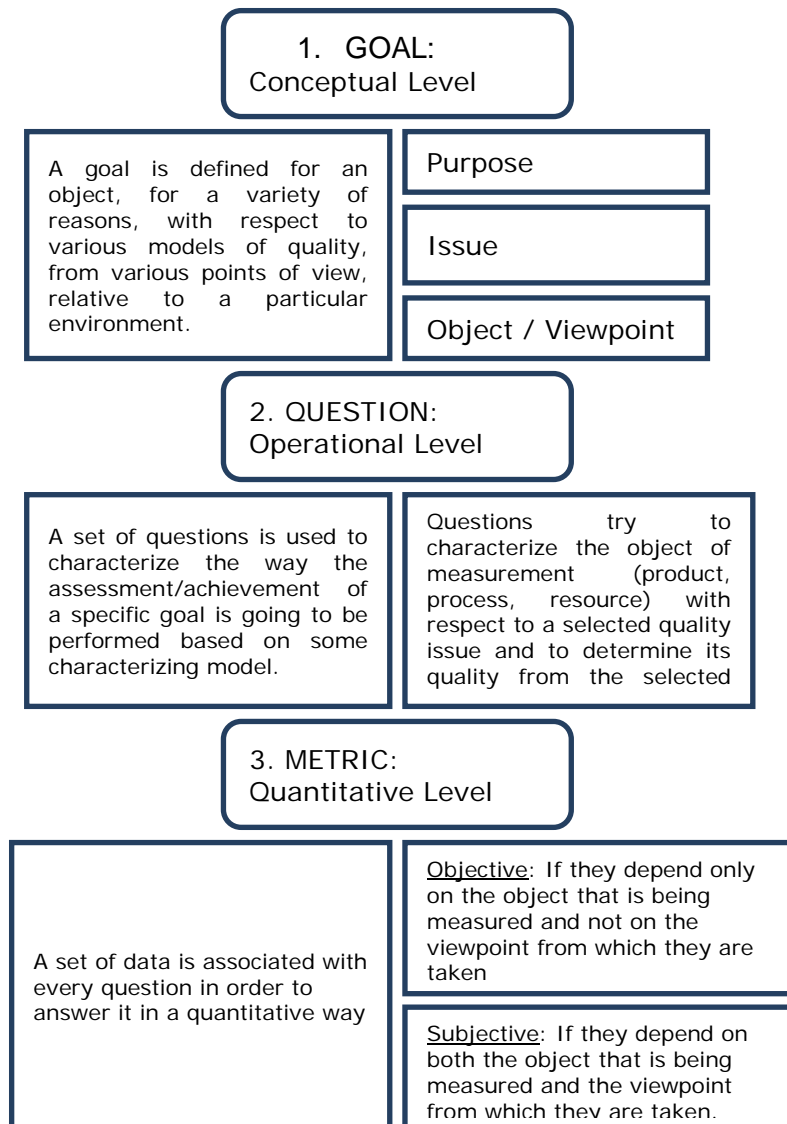 1. GOAL:
Conceptual Level
A goal is defined for an
object, for a variety of
reasons, with respect to
various models of quality,
from various points of view,
relative to a particular
environment.
Purpose
Issue
Object / Viewpoint
2. QUESTION:
Operational Level
A set of questions is used to
characterize the way the
assessment/achievement of
a specific goal is going to be
performed based on some
characterizing model.
Questions try to
characterize the object of
measurement (product,
process, resource) with
respect to a selected quality
issue and to determine its
quality from the selected
3. METRIC:
Quantitative Level
A set of data is associated with
every question in order to
answer it in a quantitative way
Objective: If they depend only
on the object that is being
measured and not on the
viewpoint from which they are
taken
Subjective: If they depend on
both the object that is being
measured and the viewpoint
from which they are taken.